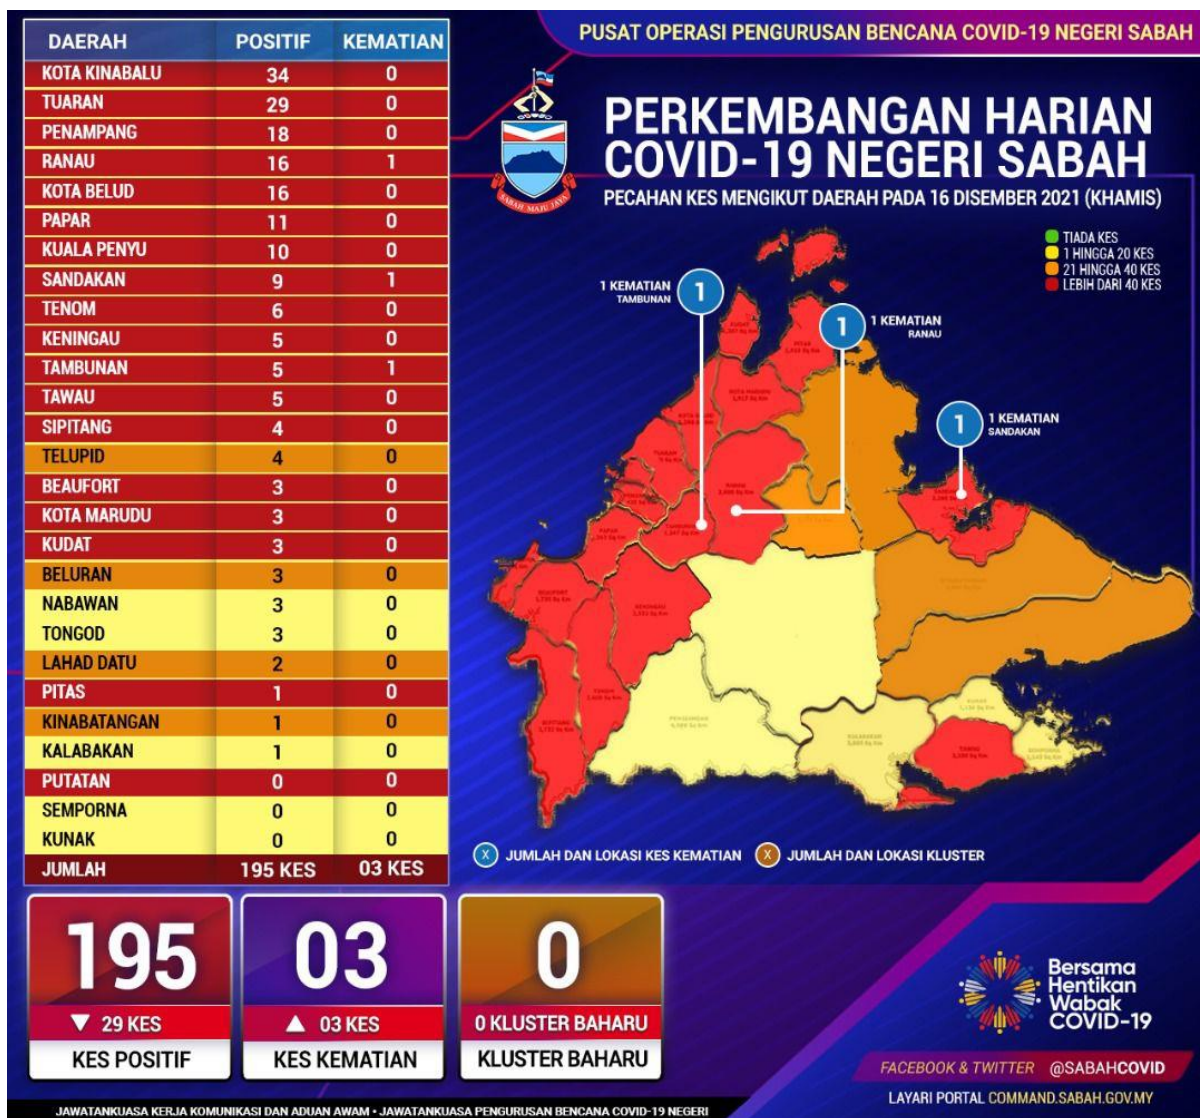 DAERAH POSITIF KEMATIAN
KOTA KINABALU 34 0
TUARAN 29 0
PENAMPANG 18 0
RANAU 16 1
KOTA BELUD 16 0
PAPAR 11 0
KUALA PENYU 10 0
SANDAKAN 9 1
TENOM 6 0
KENINGAU 5 0
TAMBUNAN 5 1
TAWAU 5 0
SIPITANG 4 0
TELUPID 4 0
BEAUFORT 3 0
KOTA MARUDU 3 0
KUDAT 3 0
BELURAN 3 0
NABAWAN 3 0
TONGOD 3 0
LAHAD DATU 2 0
PITAS 1 0
KINABATANGAN 1 0
KALABAKAN 1 0
PUTATAN 0 0
SEMPORNA 0 0
KUNAK 0 0
JUMLAH 195 KES 03 KES
PUSAT OPERASI PENGURUSAN BENCANA COVID-19 NEGERI SABAH
SABAH MAJU JAYA
PERKEMBANGAN HARIAN
COVID-19 NEGERI SABAH
PECAHAN KES MENGIKUT DAERAH PADA 16 DISEMBER 2021 (KHAMIS)
TIADA KES
1 HINGGA 20 KES
21 HINGGA 40 KES
LEBIH DARI 40 KES
1 KEMATIAN
TAMBUNAN
1
1
1 KEMATIAN
RANAU
1
1 KEMATIAN
SANDAKAN
X JUMLAH DAN LOKASI KES KEMATIAN
X JUMLAH DAN LOKASI KLUSTER
195
▼ 29 KES
KES POSITIF
03
▲ 03 KES
KES KEMATIAN
0
0 KLUSTER BAHARU
KLUSTER BAHARU
Bersama
Hentikan
Wabak
COVID-19
FACEBOOK & TWITTER @SABAHCOVID
LAYARI PORTAL COMMAND.SABAH.GOV.MY
JAWATANKUASA KERJA KOMUNIKASI DAN ADUAN AWAM • JAWATANKUASA PENGURUSAN BENCANA COVID-19 NEGERI